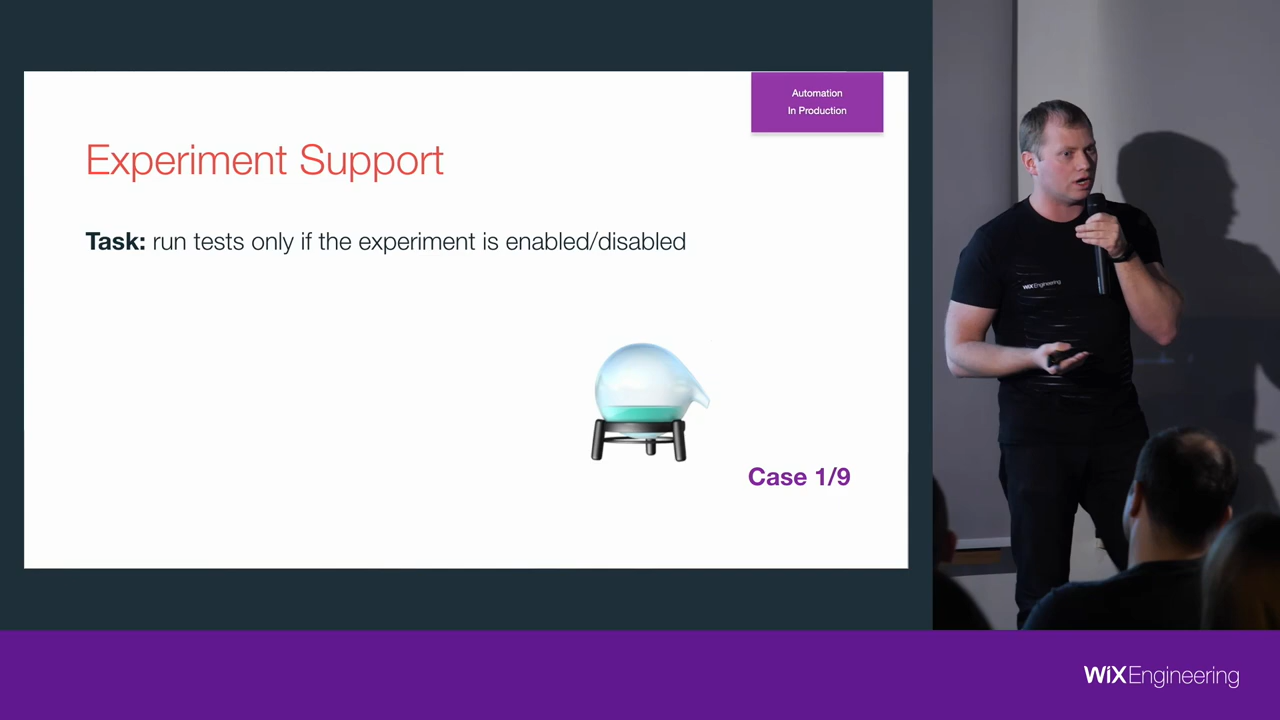 Automation
In Production
Experiment Support
Task: run tests only if the experiment is enabled/disabled
Case 1/9
WiX Engineering
WiXEngineering